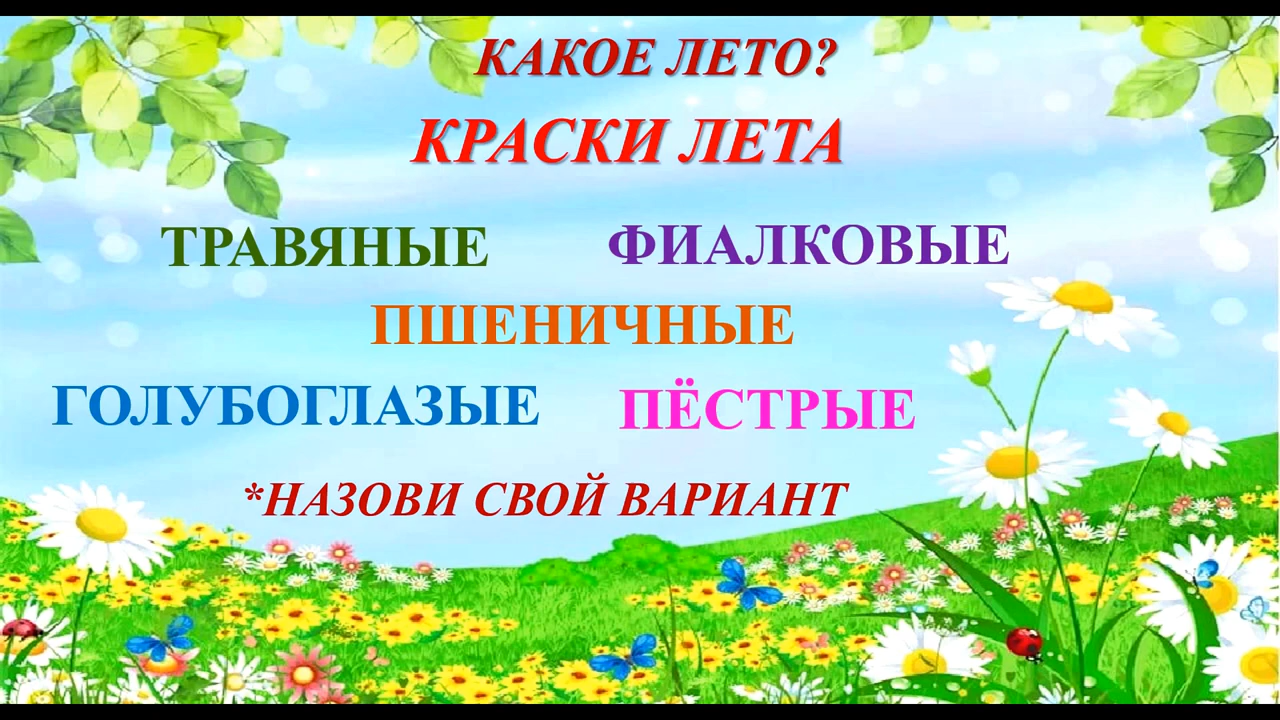 КАКОЕ ЛЕТО?
КРАСКИ ЛЕТА
ТРАВЯНЫЕ ФИАЛКОВЫЕ
ПШЕНИЧНЫЕ
ГОЛУБОГЛАЗЫЕ ПЁСТРЫЕ
*НАЗОВИ СВОЙ ВАРИАНТ